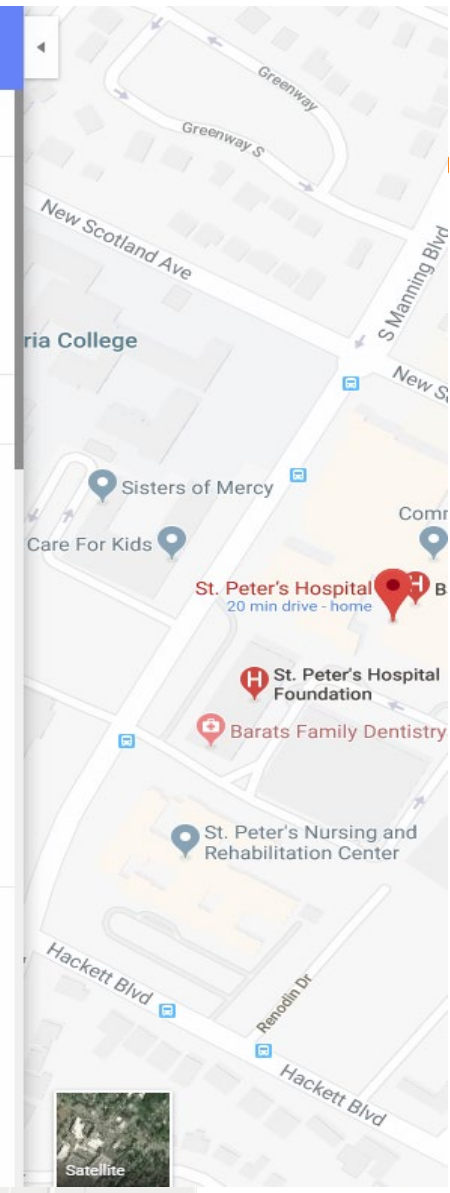 Greenway
Greenway S
New Scotland Ave
S Manning Blvd
ria College
New S
Sisters of Mercy
Comm
Care For Kids
St. Peter's Hospital
20 min drive - home
H
B
H
St. Peter's Hospital
Foundation
Barats Family Dentistry
St. Peter's Nursing and
Rehabilitation Center
Hackett Blvd
Renodin Dr
Hackett Blvd
Satellite